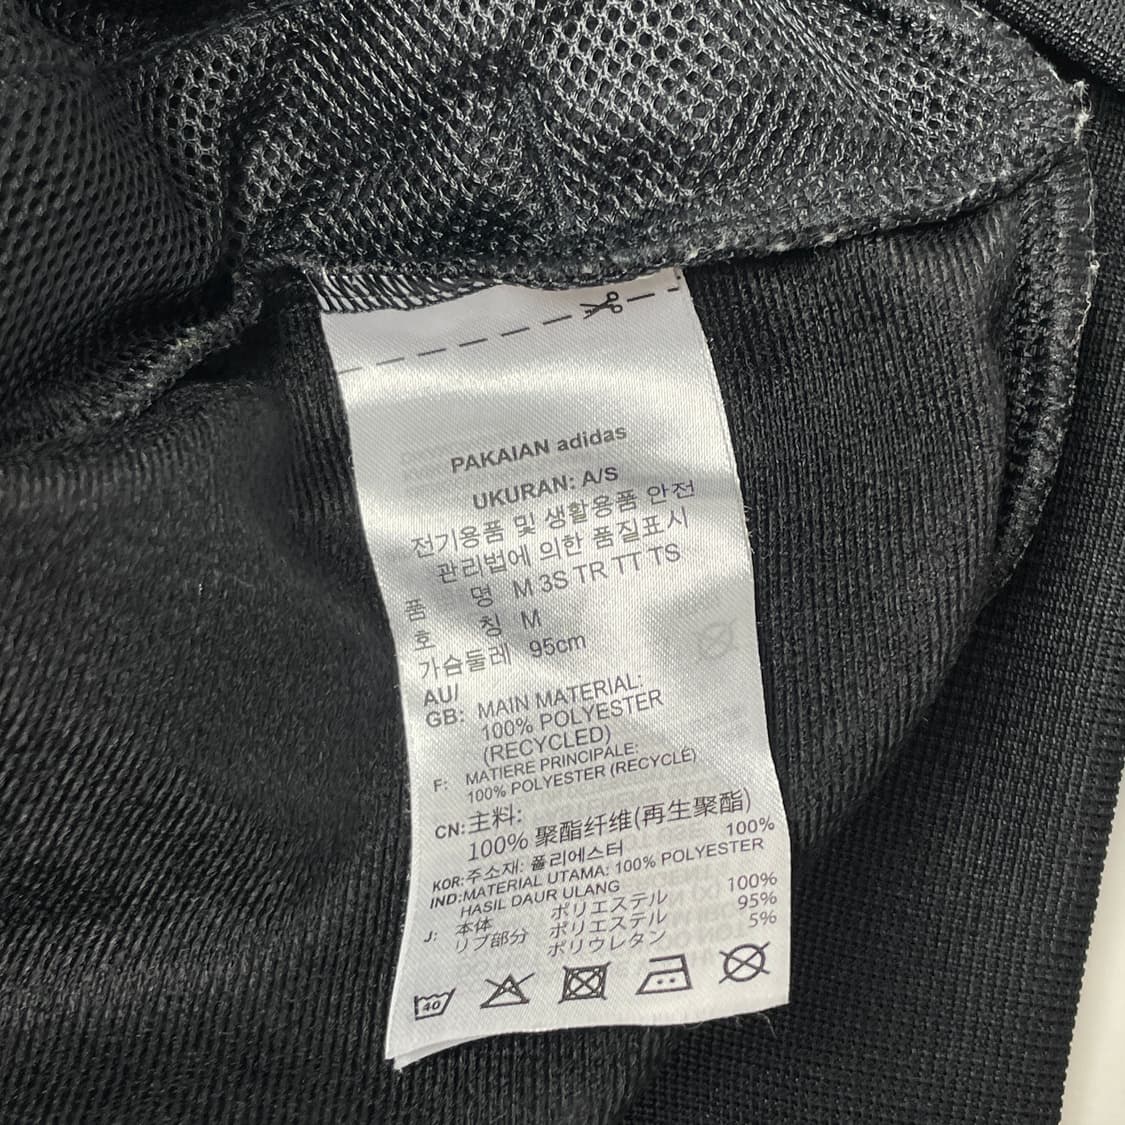 PAKAIAN adidas
UKURAN: A/S
전기용품 및 생활용품 안전
관리법에 의한 품질표시
품 명 M 3S TR TT TS
호 칭 M
가슴둘레 95cm
AU/
GB: MAIN MATERIAL:
100% POLYESTER
(RECYCLED)
F: MATIERE PRINCIPALE:
100% POLYESTER (RECYCLÉ)
CN: 主料:
100% 聚酯纤维(再生聚酯)
KOR: 주소재: 폴리에스터 100%
IND: MATERIAL UTAMA: 100% POLYESTER
HASIL DAUR ULANG
J: 本体 ポリエステル 100%
リブ部分 ポリエステル 95%
ポリウレタン 5%
40